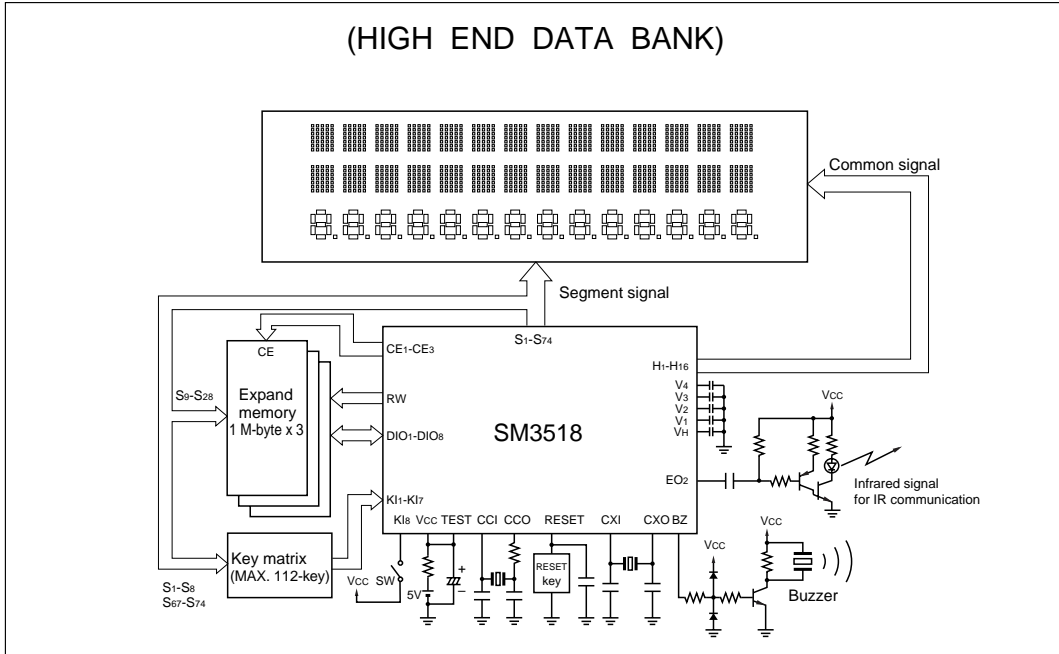 (HIGH END DATA BANK)
Common signal
Segment signal
S1-S74
CE1-CE3
CE
H1-H16
S9-S28
Expand
memory
1 M-byte x 3
RW
DIO1-DIO8
SM3518
V4
V3
V2
V1
VH
VCC
EO2
Infrared signal
for IR communication
KI1-KI7
KI8 VCC TEST CCI CCO RESET CXI CXO BZ
Key matrix
(MAX. 112-key)
S1-S8
S67-S74
VCC
SW
5V
+
–
RESET
key
VCC
VCC
Buzzer